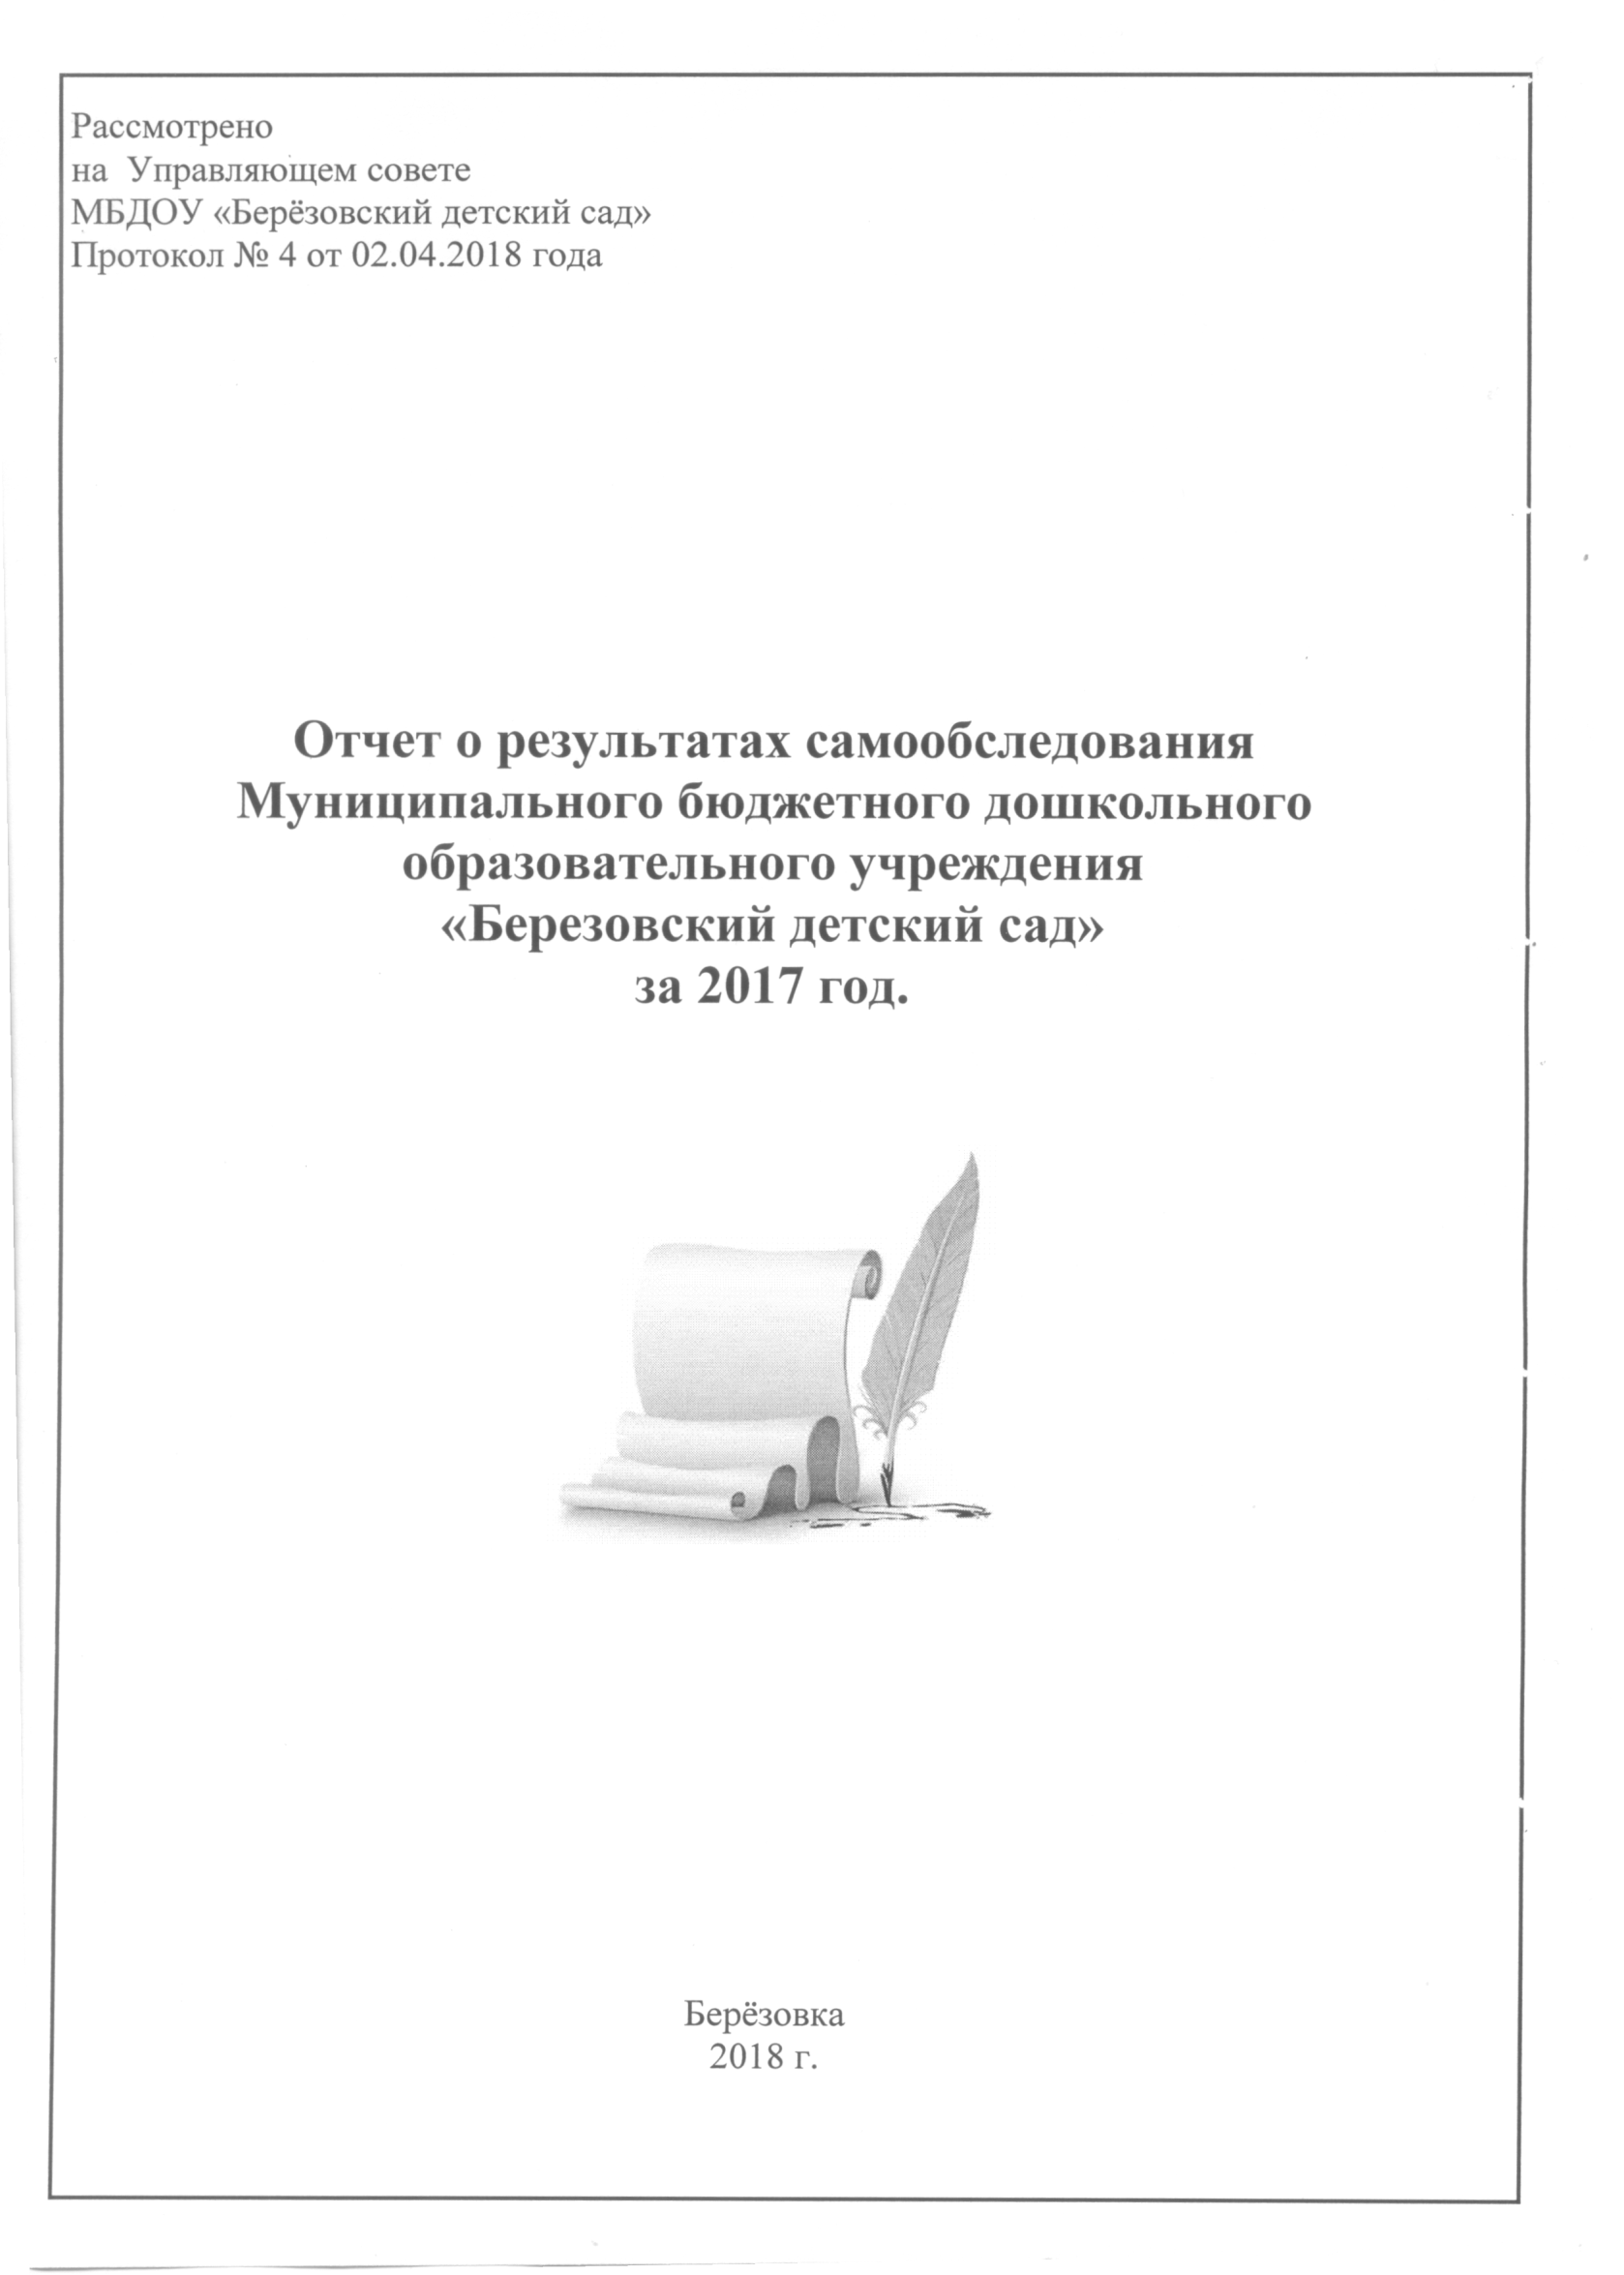 Рассмотрено
на Управляющем совете
МБДОУ «Берёзовский детский сад»
Протокол № 4 от 02.04.2018 года
Отчет о результатах самообследования
Муниципального бюджетного дошкольного
образовательного учреждения
«Березовский детский сад»
за 2017 год.
Берёзовка
2018 г.